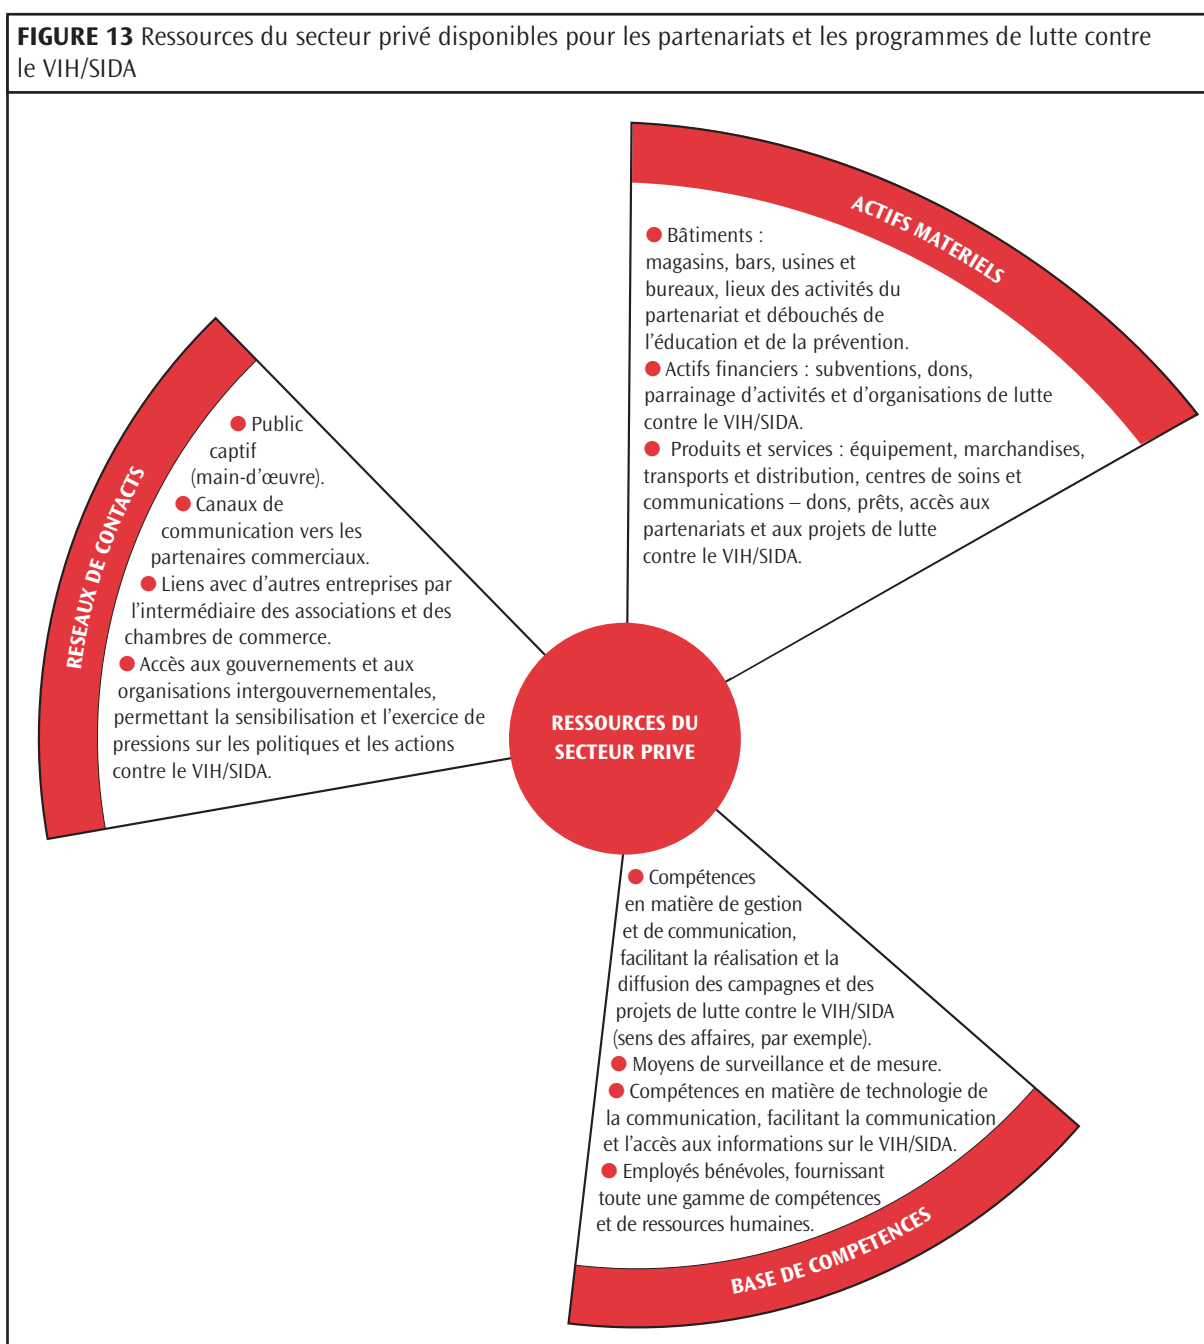 FIGURE 13 Ressources du secteur privé disponibles pour les partenariats et les programmes de lutte contre
le VIH/SIDA
ACTIFS MATERIELS
● Bâtiments :
magasins, bars, usines et
bureaux, lieux des activités du
partenariat et débouchés de
l’éducation et de la prévention.
● Actifs financiers : subventions, dons,
parrainage d’activités et d’organisations de lutte
contre le VIH/SIDA.
● Produits et services : équipement, marchandises,
transports et distribution, centres de soins et
communications – dons, prêts, accès aux
partenariats et aux projets de lutte
contre le VIH/SIDA.
RESEAUX DE CONTACTS
● Public
captif
(main-d’œuvre).
● Canaux de
communication vers les
partenaires commerciaux.
● Liens avec d’autres entreprises par
l’intermédiaire des associations et des
chambres de commerce.
● Accès aux gouvernements et aux
organisations intergouvernementales,
permettant la sensibilisation et l’exercice de
pressions sur les politiques et les actions
contre le VIH/SIDA.
RESSOURCES DU
SECTEUR PRIVE
● Compétences
en matière de gestion
et de communication,
facilitant la réalisation et la
diffusion des campagnes et des
projets de lutte contre le VIH/SIDA
(sens des affaires, par exemple).
● Moyens de surveillance et de mesure.
● Compétences en matière de technologie de
la communication, facilitant la communication
et l’accès aux informations sur le VIH/SIDA.
● Employés bénévoles, fournissant
toute une gamme de compétences
et de ressources humaines.
BASE DE COMPETENCES